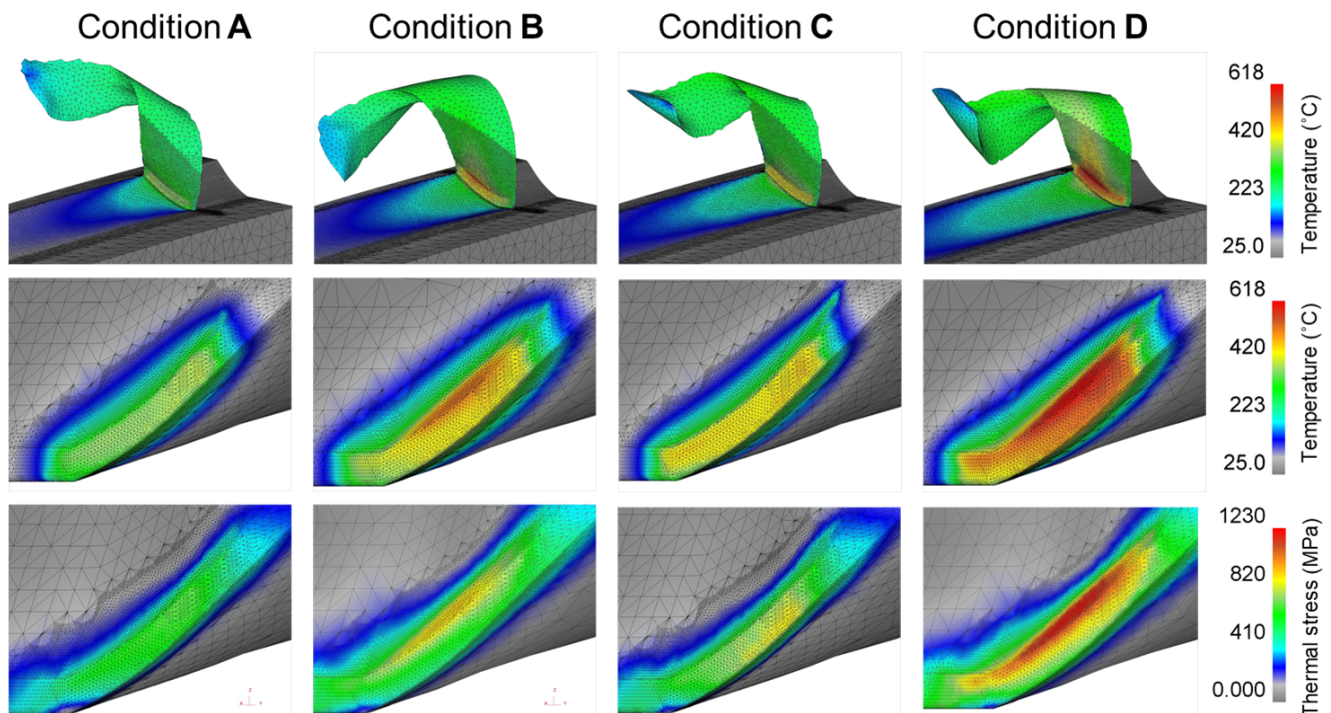 Condition A
Condition B
Condition C
Condition D
618
420
223
25.0
Temperature (°C)
618
420
223
25.0
Temperature (°C)
1230
820
410
0.000
Thermal stress (MPa)